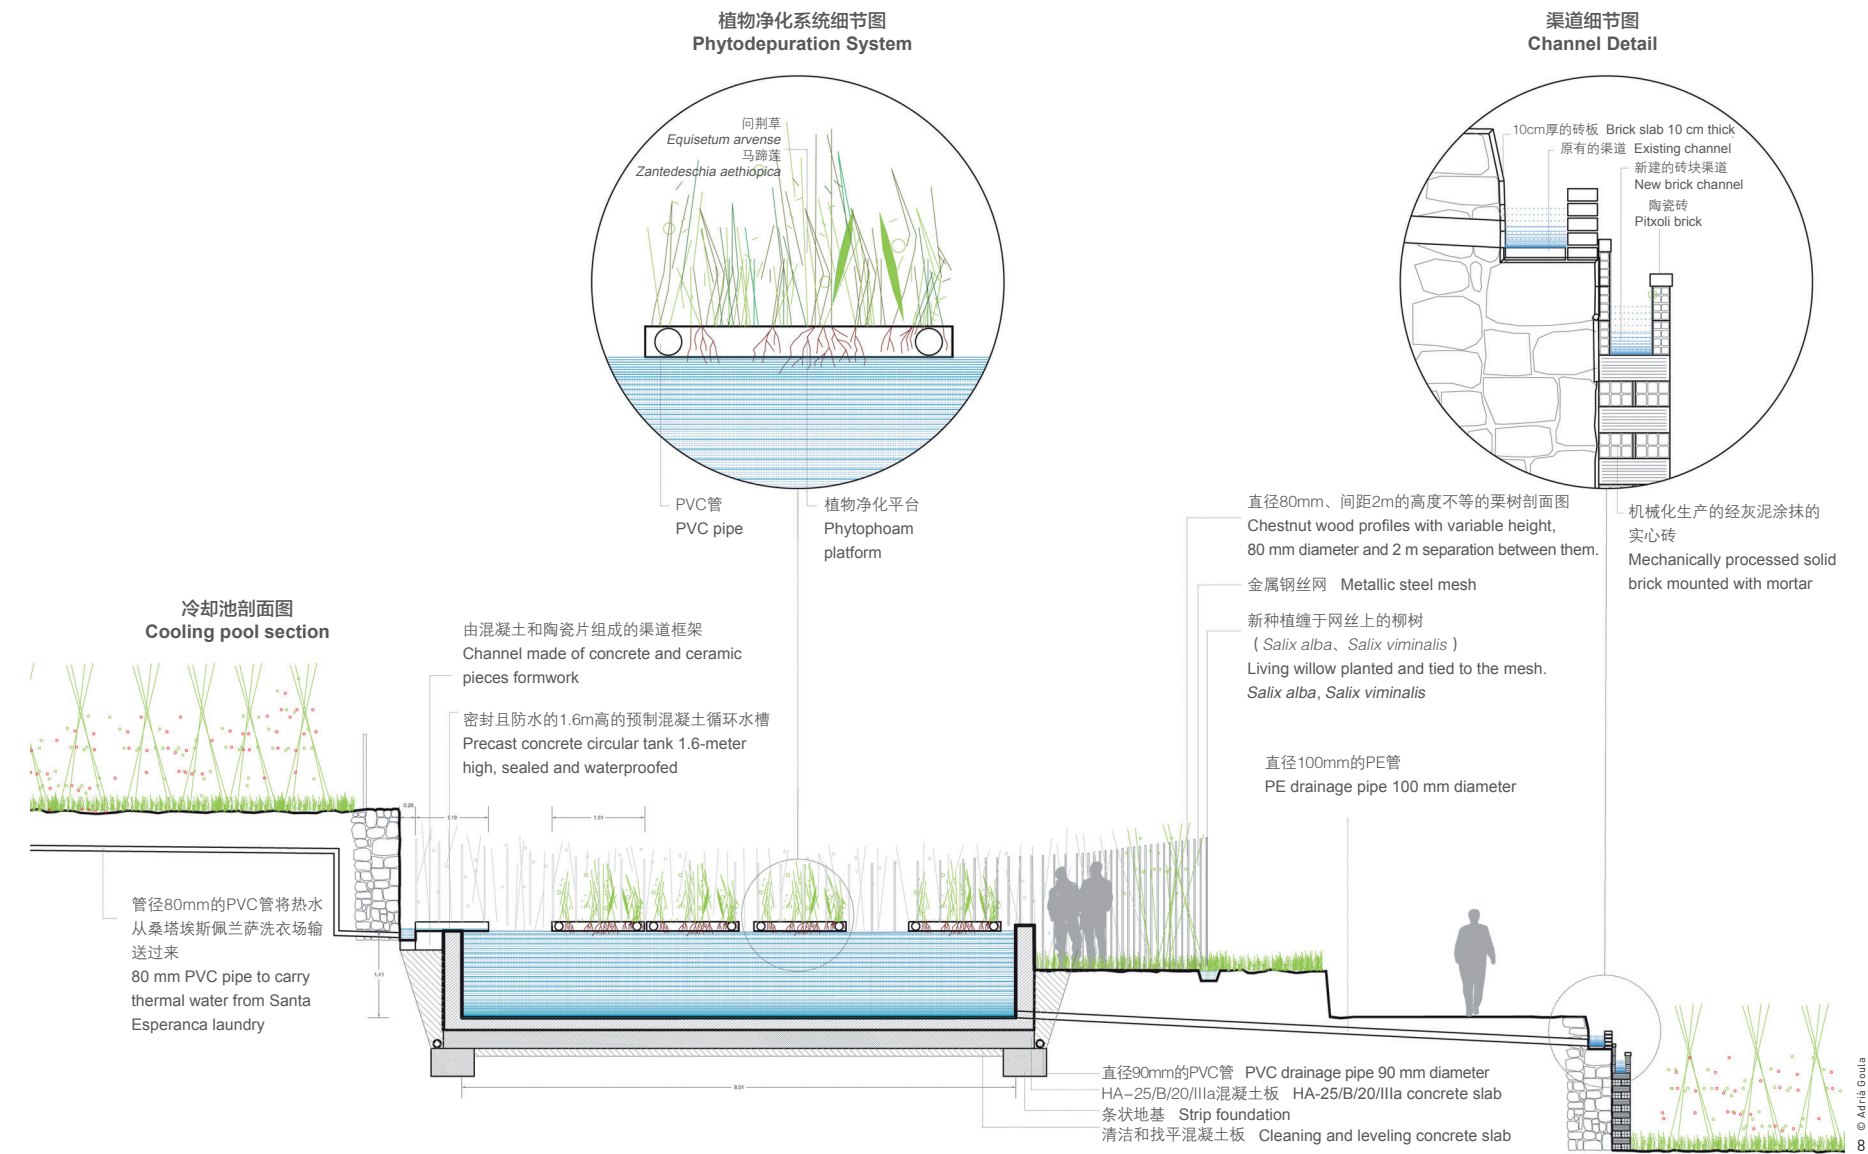 植物净化系统细节图
Phytodepuration System
问荆草
Equisetum arvense
马蹄莲
Zantedeschia aethiopica
PVC管
PVC pipe
植物净化平台
Phytophoam
platform
渠道细节图
Channel Detail
10cm厚的砖板 Brick slab 10 cm thick
原有的渠道 Existing channel
新建的砖块渠道
New brick channel
陶瓷砖
Pitxoli brick
机械化生产的经灰泥涂抹的
实心砖
Mechanically processed solid
brick mounted with mortar
直径80mm、间距2m的高度不等的栗树剖面图
Chestnut wood profiles with variable height,
80 mm diameter and 2 m separation between them.
金属钢丝网 Metallic steel mesh
新种植缠于网丝上的柳树
（Salix alba、Salix viminalis）
Living willow planted and tied to the mesh.
Salix alba, Salix viminalis
直径100mm的PE管
PE drainage pipe 100 mm diameter
冷却池剖面图
Cooling pool section
由混凝土和陶瓷片组成的渠道框架
Channel made of concrete and ceramic
pieces formwork
密封且防水的1.6m高的预制混凝土循环水槽
Precast concrete circular tank 1.6-meter
high, sealed and waterproofed
0.26
1.19
1.51
管径80mm的PVC管将热水
从桑塔埃斯佩兰萨洗衣场输
送过来
80 mm PVC pipe to carry
thermal water from Santa
Esperanca laundry
1.41
9.01
直径90mm的PVC管 PVC drainage pipe 90 mm diameter
HA-25/B/20/IIIa混凝土板 HA-25/B/20/IIIa concrete slab
条状地基 Strip foundation
清洁和找平混凝土板 Cleaning and leveling concrete slab
© Adrià Goula
8